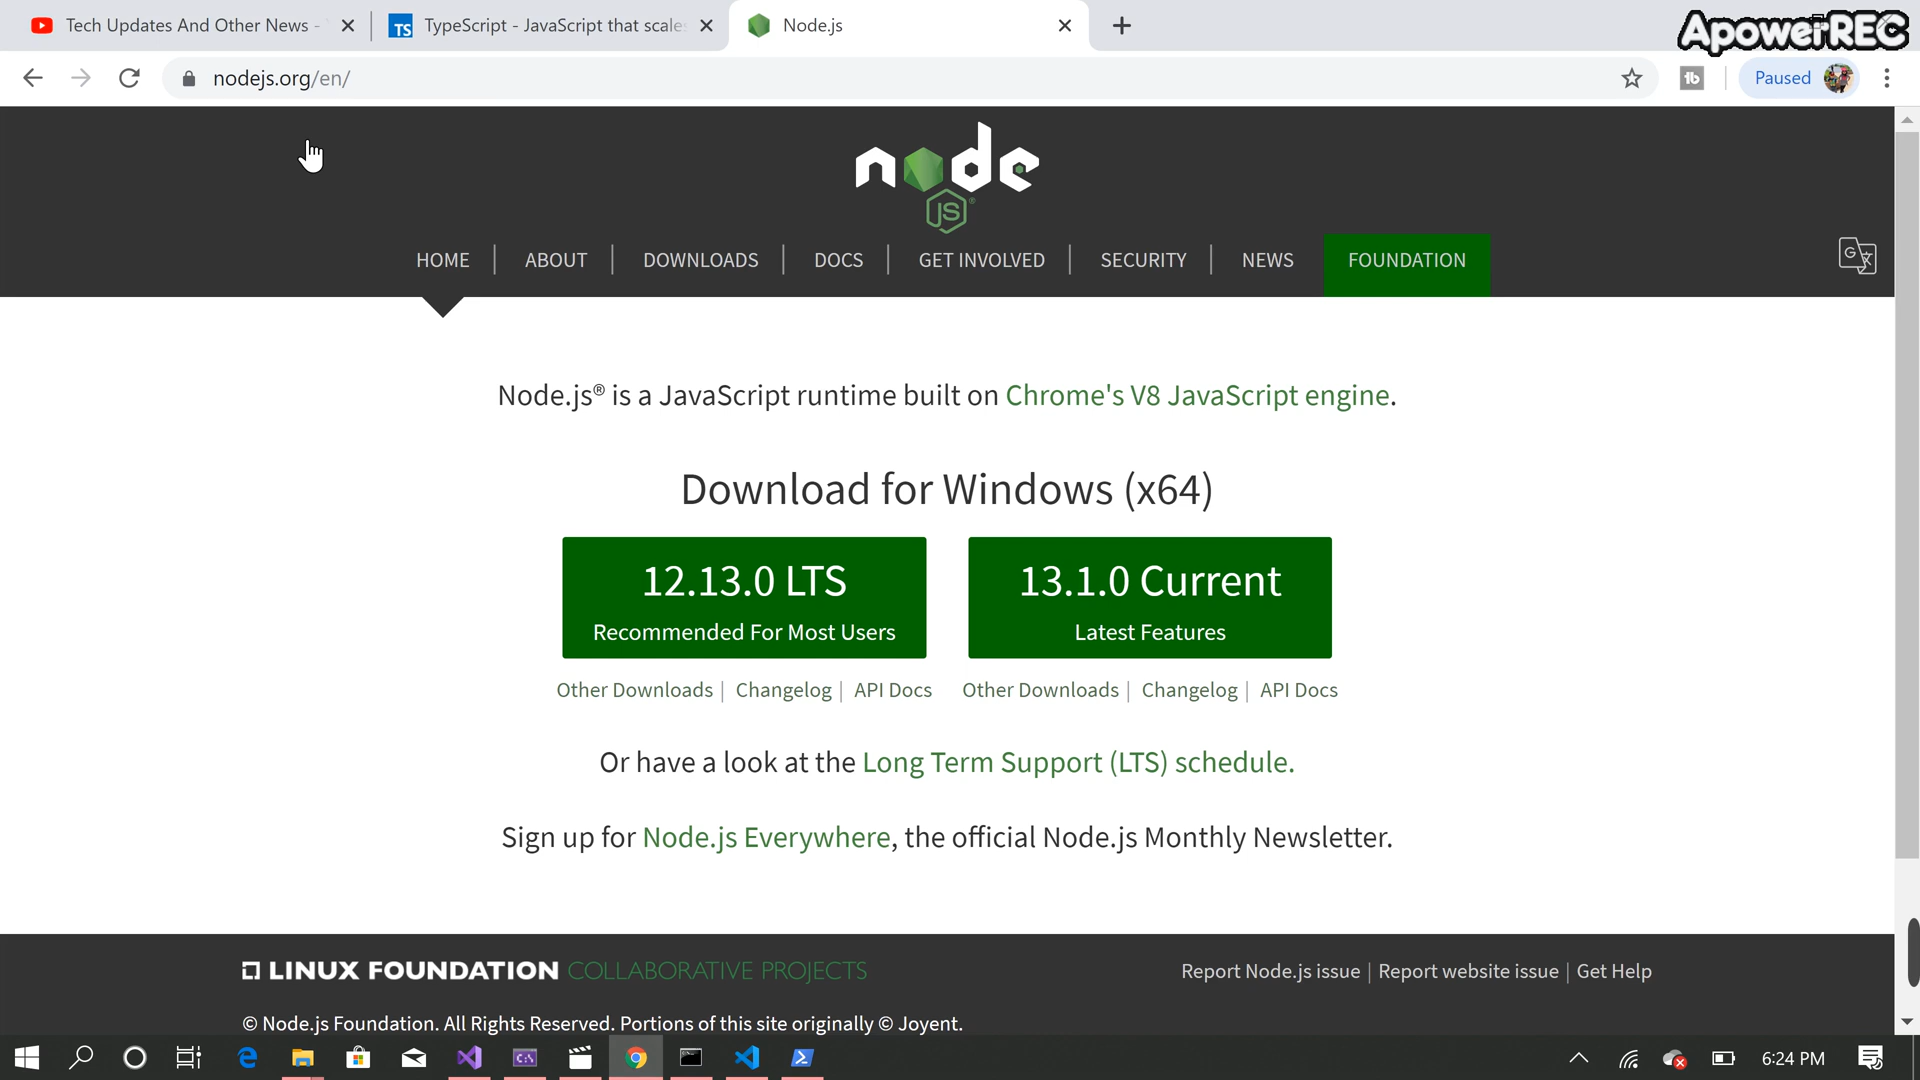 Tech Updates And Other News -
TS
TypeScript - JavaScript that scales
Node.js
ApowerREC
nodejs.org/en/
tb
Paused
node
JS
HOME
ABOUT
DOWNLOADS
DOCS
GET INVOLVED
SECURITY
NEWS
FOUNDATION
Node.js® is a JavaScript runtime built on Chrome's V8 JavaScript engine.
Download for Windows (x64)
12.13.0 LTS
Recommended For Most Users
13.1.0 Current
Latest Features
Other Downloads | Changelog | API Docs
Other Downloads | Changelog | API Docs
Or have a look at the Long Term Support (LTS) schedule.
Sign up for Node.js Everywhere, the official Node.js Monthly Newsletter.
LINUX FOUNDATION COLLABORATIVE PROJECTS
Report Node.js issue | Report website issue | Get Help
© Node.js Foundation. All Rights Reserved. Portions of this site originally © Joyent.
6:24 PM